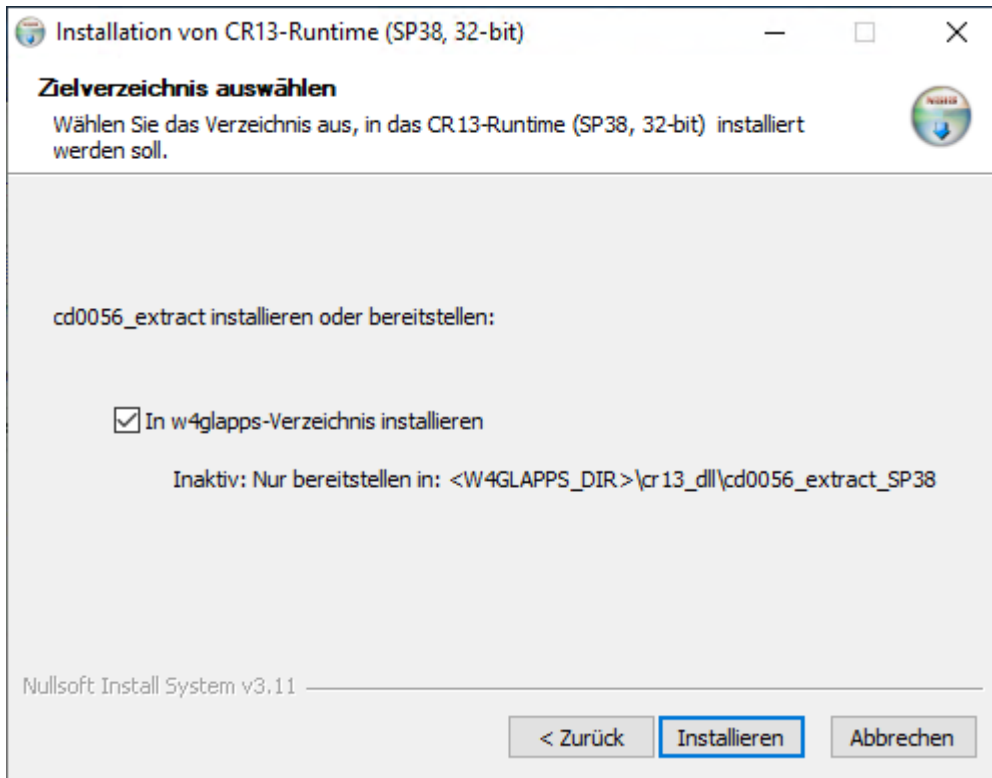 Installation von CR13-Runtime (SP38, 32-bit)
Zielverzeichnis auswählen
Wählen Sie das Verzeichnis aus, in das CR13-Runtime (SP38, 32-bit) installiert
werden soll.
cd0056_extract installieren oder bereitstellen:
In w4glapps-Verzeichnis installieren
Inaktiv: Nur bereitstellen in: <W4GLAPPS_DIR>\cr13_dll\cd0056_extract_SP38
Nullsoft Install System v3.11
< Zurück
Installieren
Abbrechen